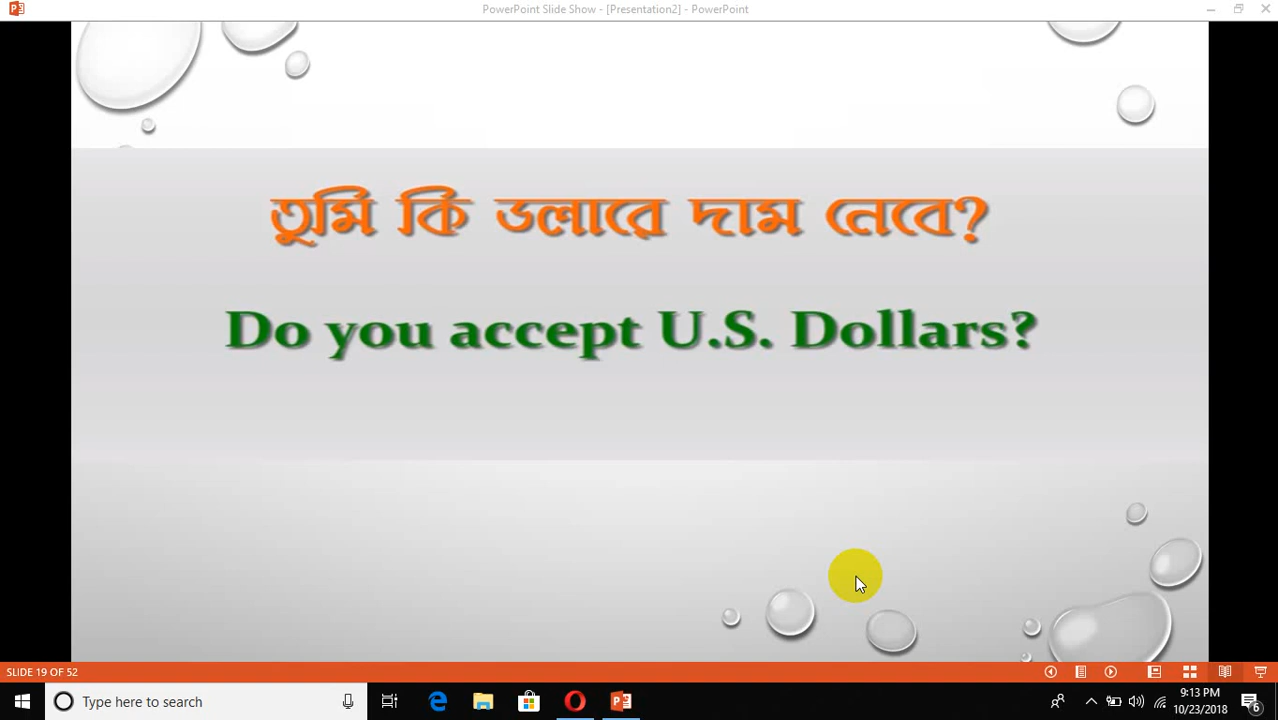 PowerPoint Slide Show - [Presentation2] - PowerPoint
তুমি কি ডলারে দাম নেবে?
Do you accept U.S. Dollars?
SLIDE 19 OF 52
Type here to search
9:13 PM
10/23/2018
6